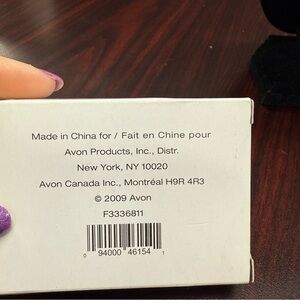 Made in China for / Fait en Chine pour
Avon Products, Inc., Distr.
New York, NY 10020
Avon Canada Inc., Montréal H9R 4R3
© 2009 Avon
F3336811
0 94000 46154 1